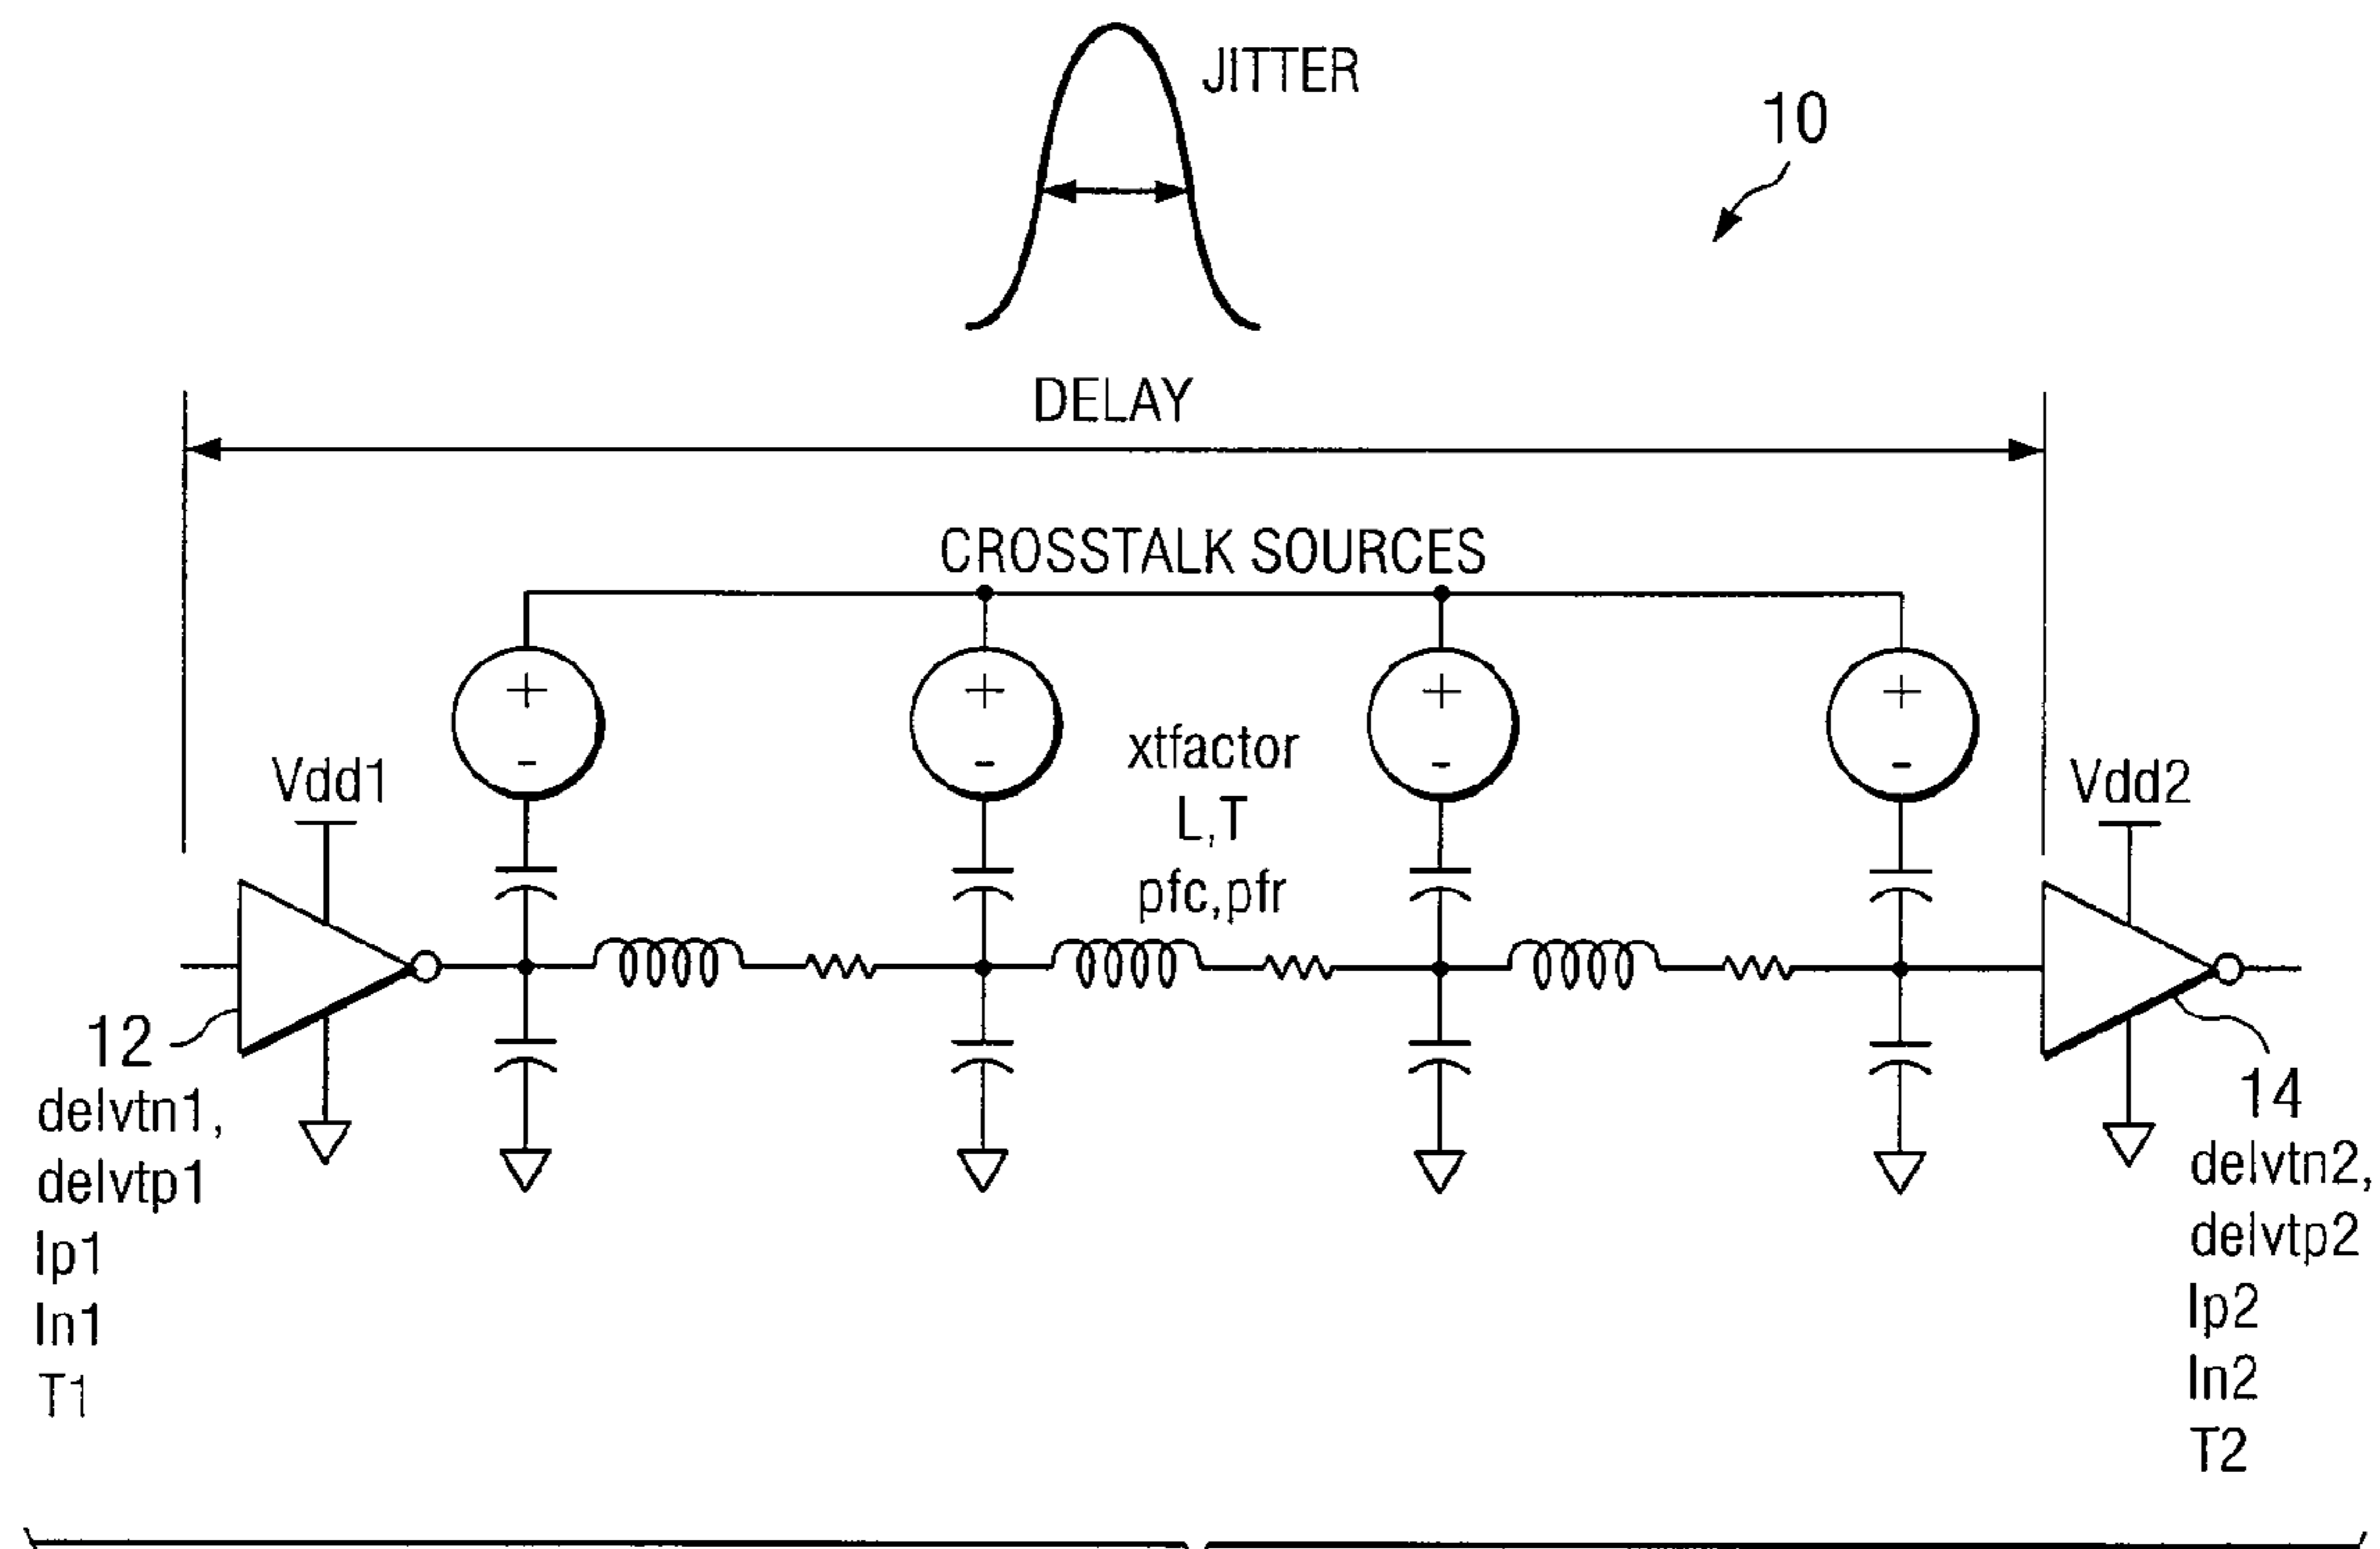 JITTER
10
DELAY
CROSSTALK SOURCES
+
+
+
+
-
-
-
-
xtfactor
L,T
pfc,pfr
Vdd1
Vdd2
12
delvtn1,
delvtp1
lp1
ln1
T1
14
delvtn2,
delvtp2
lp2
ln2
T2